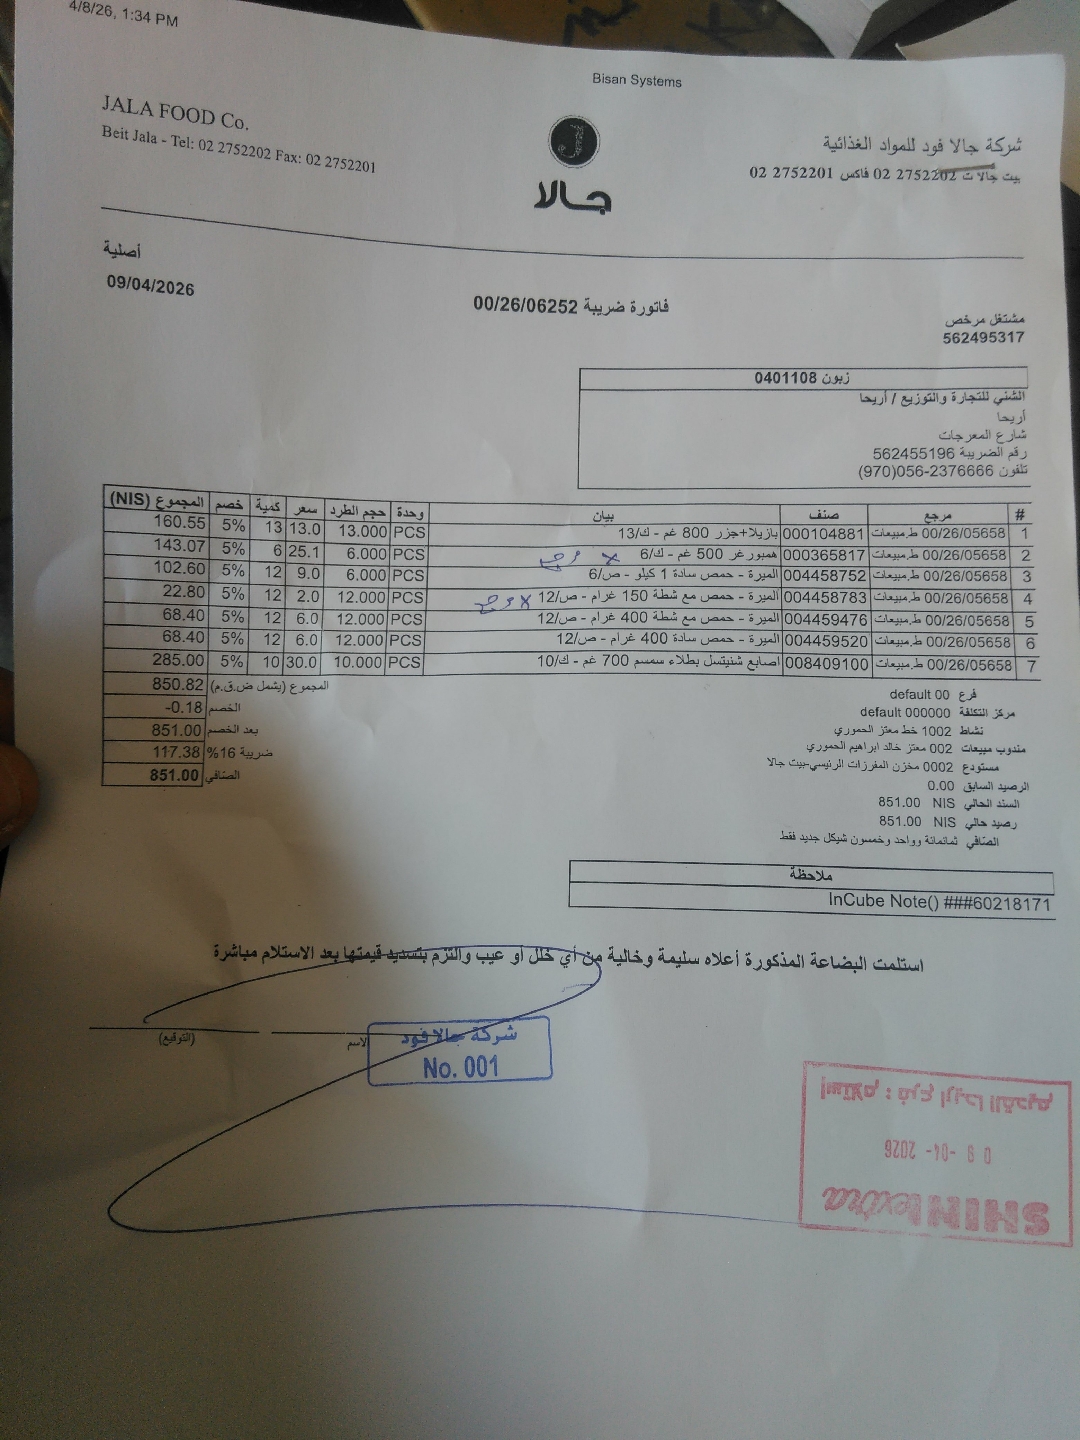 4/8/26, 1:34 PM
Bisan Systems
JALA FOOD Co.
Beit Jala - Tel: 02 2752202 Fax: 02 2752201
جالا
شركة جالا فود للمواد الغذائية
بيت جالا ت 2752202 02 فاكس 2752201 02
أصلية
09/04/2026
فاتورة ضريبة 00/26/06252
مشتغل مرخص
562495317
زبون 0401108
الشني للتجارة والتوزيع / أريحا
أريحا
شارع المعرجات
رقم الضريبة 562455196
تلفون 2376666-056(970)
# مرجع صنف بيان وحدة حجم الطرد سعر كمية خصم المجموع (NIS)
1 00/26/05658 ط.مبيعات 000104881 بازيلا+جزر 800 غم - ك/13 PCS 13.000 13.0 13 5% 160.55
2 00/26/05658 ط.مبيعات 000365817 همبورغر 500 غم - ك/6 PCS 6.000 25.1 6 5% 143.07
3 00/26/05658 ط.مبيعات 004458752 الميرة - حمص سادة 1 كيلو - ص/6 PCS 6.000 9.0 12 5% 102.60
4 00/26/05658 ط.مبيعات 004458783 الميرة - حمص مع شطة 150 غرام - ص/12 PCS 12.000 2.0 12 5% 22.80
5 00/26/05658 ط.مبيعات 004459476 الميرة - حمص مع شطة 400 غرام - ص/12 PCS 12.000 6.0 12 5% 68.40
6 00/26/05658 ط.مبيعات 004459520 الميرة - حمص سادة 400 غرام - ص/12 PCS 12.000 6.0 12 5% 68.40
7 00/26/05658 ط.مبيعات 008409100 اصابع شنيتسل بطلاء سمسم 700 غم - ك/10 PCS 10.000 30.0 10 5% 285.00
المجموع (يشمل ض.ق.م) 850.82
الخصم -0.18
بعد الخصم 851.00
ضريبة 16% 117.38
الصّافي 851.00
فرع 00 default
مركز التكلفة 000000 default
نشاط 1002 خط معتز الحموري
مندوب مبيعات 002 معتز خالد ابراهيم الحموري
مستودع 0002 مخزن المفرزات الرئيسي-بيت جالا
الرصيد السابق 0.00
السند الحالي 851.00 NIS
رصيد حالي 851.00 NIS
الصّافي ثمانمائة وواحد وخمسون شيكل جديد فقط
ملاحظة
InCube Note() ###60218171
استلمت البضاعة المذكورة أعلاه سليمة وخالية من أي خلل أو عيب والتزم بتسديد قيمتها بعد الاستلام مباشرة
لاسم (التوقيع)
شركة جالا فود
No. 001
إستلام : فرع اريحا القديم
-04- 2026
SHINI extra